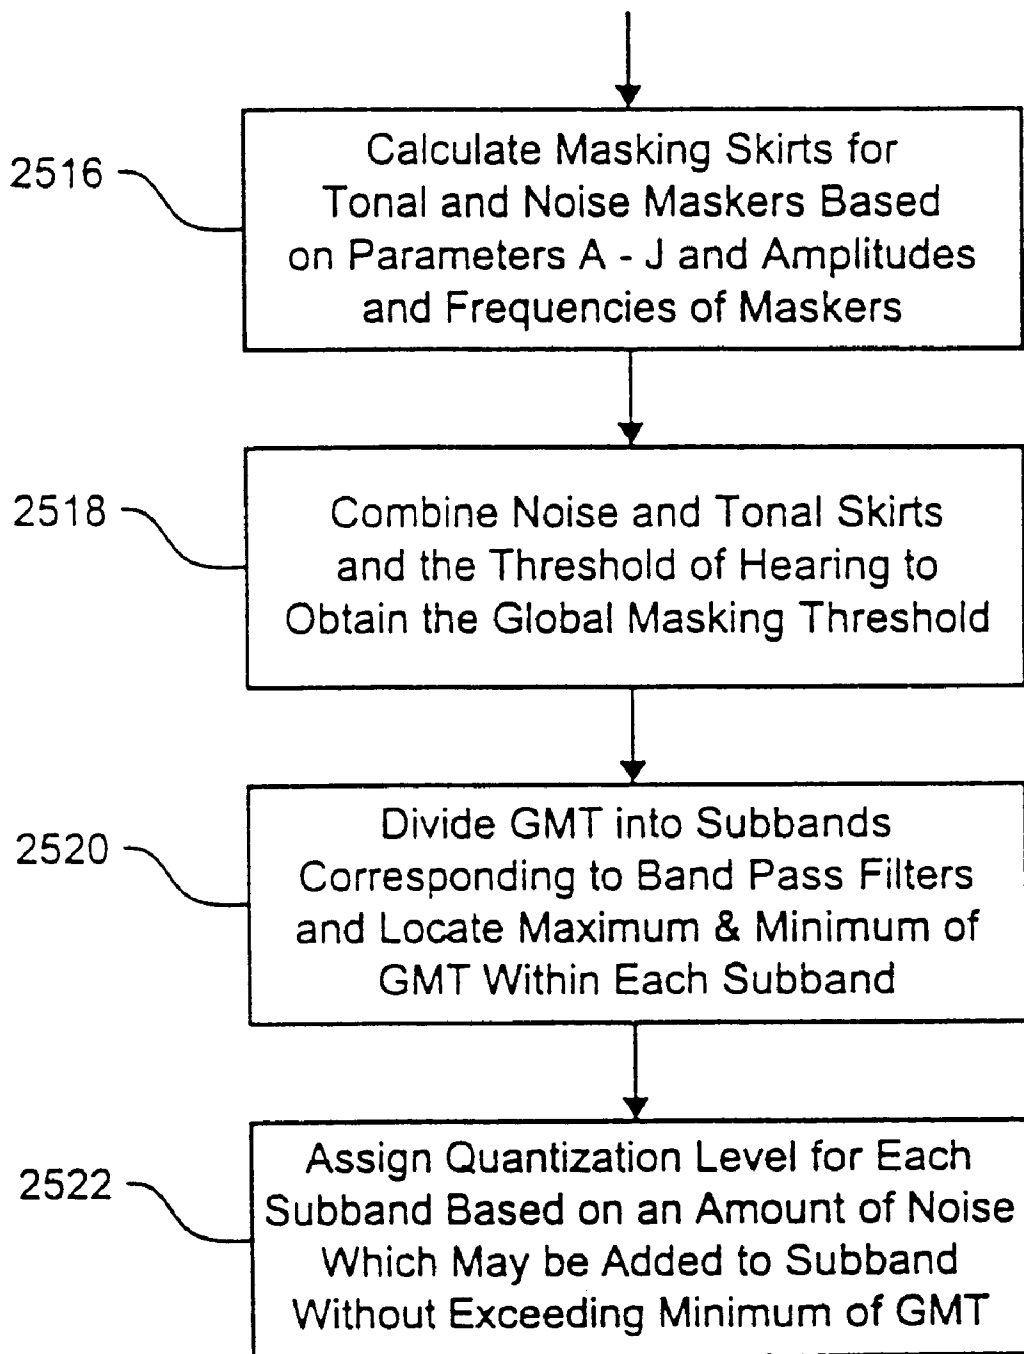 2516
Calculate Masking Skirts for
Tonal and Noise Maskers Based
on Parameters A - J and Amplitudes
and Frequencies of Maskers
2518
Combine Noise and Tonal Skirts
and the Threshold of Hearing to
Obtain the Global Masking Threshold
2520
Divide GMT into Subbands
Corresponding to Band Pass Filters
and Locate Maximum & Minimum of
GMT Within Each Subband
2522
Assign Quantization Level for Each
Subband Based on an Amount of Noise
Which May be Added to Subband
Without Exceeding Minimum of GMT